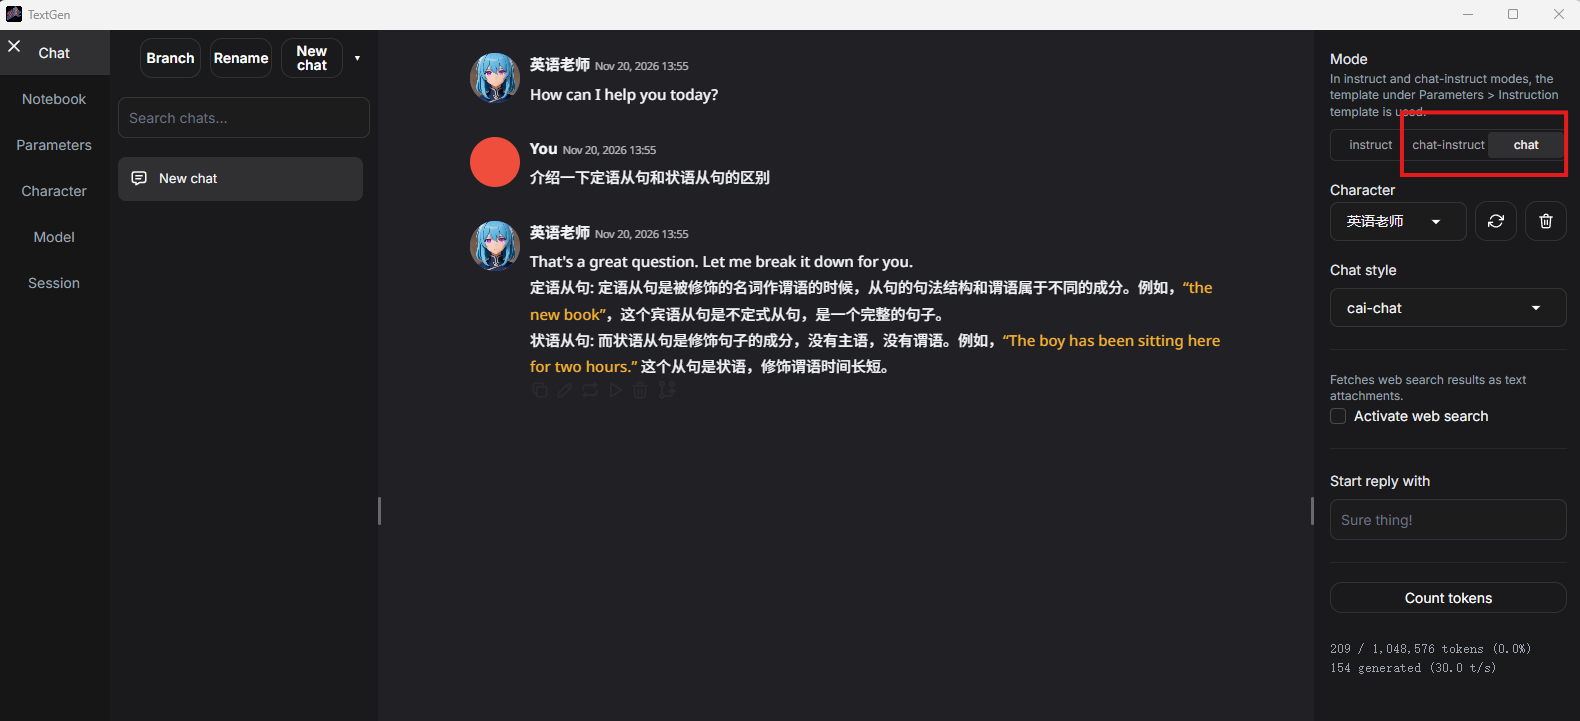 TextGen
Chat
Notebook
Parameters
Character
Model
Session
Branch
Rename
New
chat
Search chats...
New chat
英语老师 Nov 20, 2026 13:55
How can I help you today?
You Nov 20, 2026 13:55
介绍一下定语从句和状语从句的区别
英语老师 Nov 20, 2026 13:55
That's a great question. Let me break it down for you.
定语从句: 定语从句是被修饰的名词作谓语的时候，从句的句法结构和谓语属于不同的成分。例如，“the
new book”，这个宾语从句是不定式从句，是一个完整的句子。
状语从句: 而状语从句是修饰句子的成分，没有主语，没有谓语。例如，“The boy has been sitting here
for two hours.” 这个从句是状语，修饰谓语时间长短。
Mode
In instruct and chat-instruct modes, the
template under Parameters > Instruction
template is used.
instruct
chat-instruct
chat
Character
英语老师
Chat style
cai-chat
Fetches web search results as text
attachments.
Activate web search
Start reply with
Sure thing!
Count tokens
209 / 1,048,576 tokens (0.0%)
154 generated (30.0 t/s)